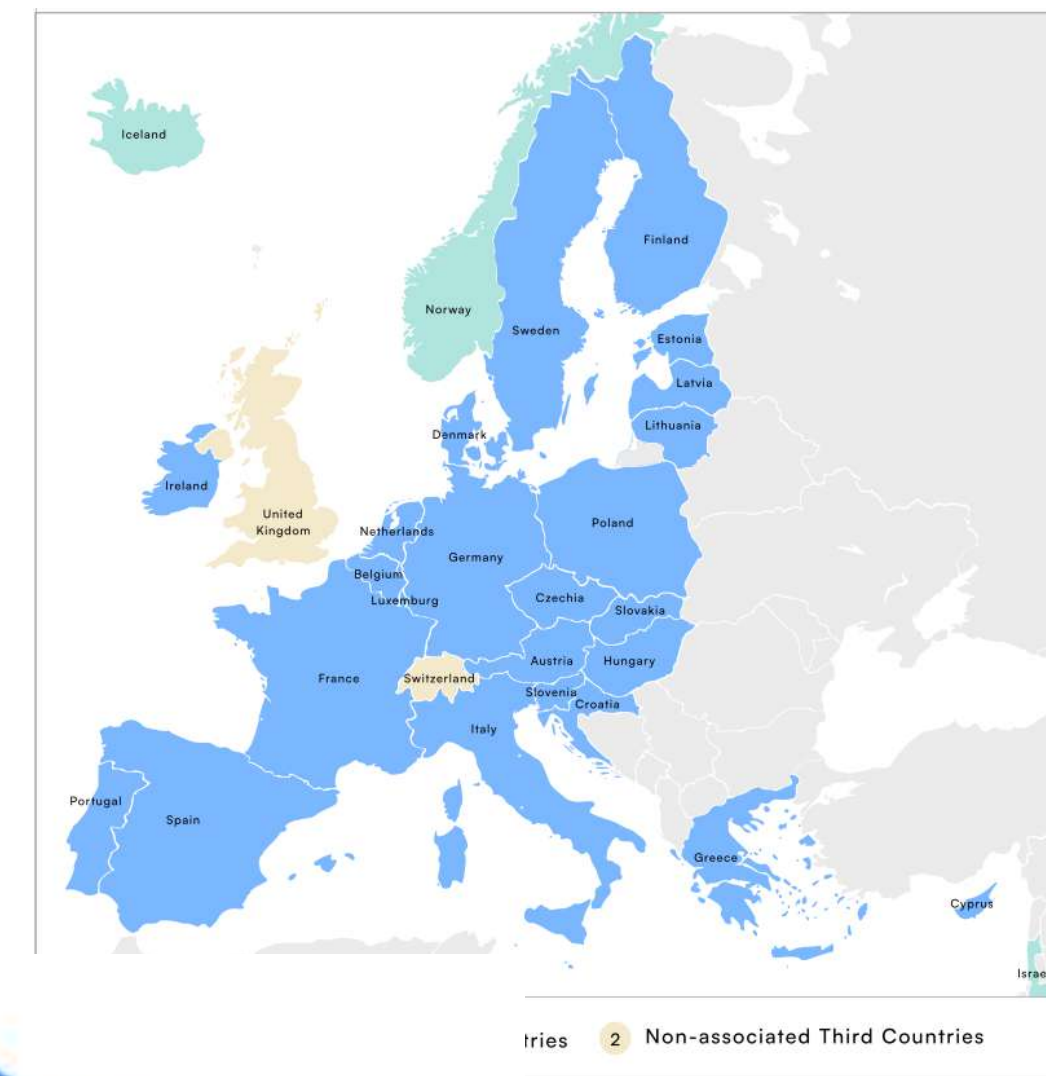 Iceland
Finland
Norway
Sweden
Estonia
Latvia
Lithuania
Denmark
Ireland
United
Kingdom
Netherlands
Poland
Germany
Belgium
Luxemburg
Czechia
Slovakia
Austria
Hungary
France
Switzerland
Slovenia
Croatia
Italy
Portugal
Spain
Greece
Cyprus
Israe
tries 2 Non-associated Third Countries